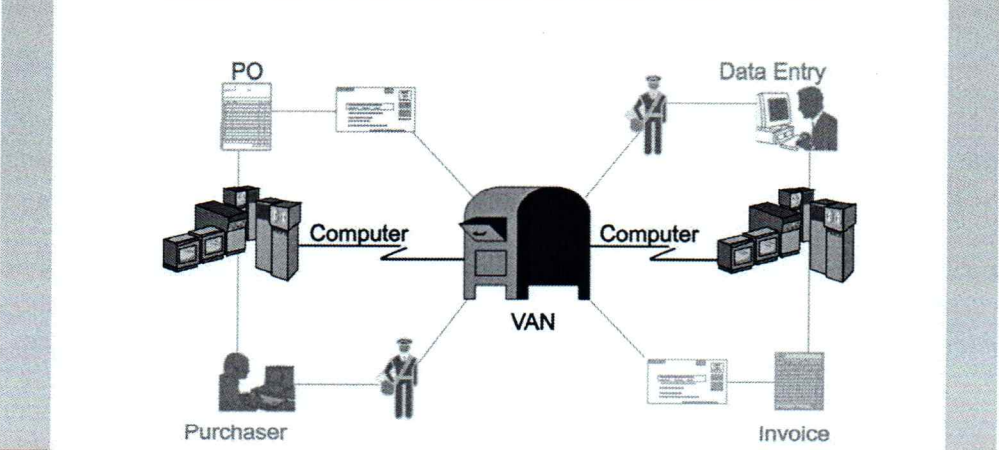 PO
Data Entry
Computer
Computer
VAN
Purchaser
Invoice